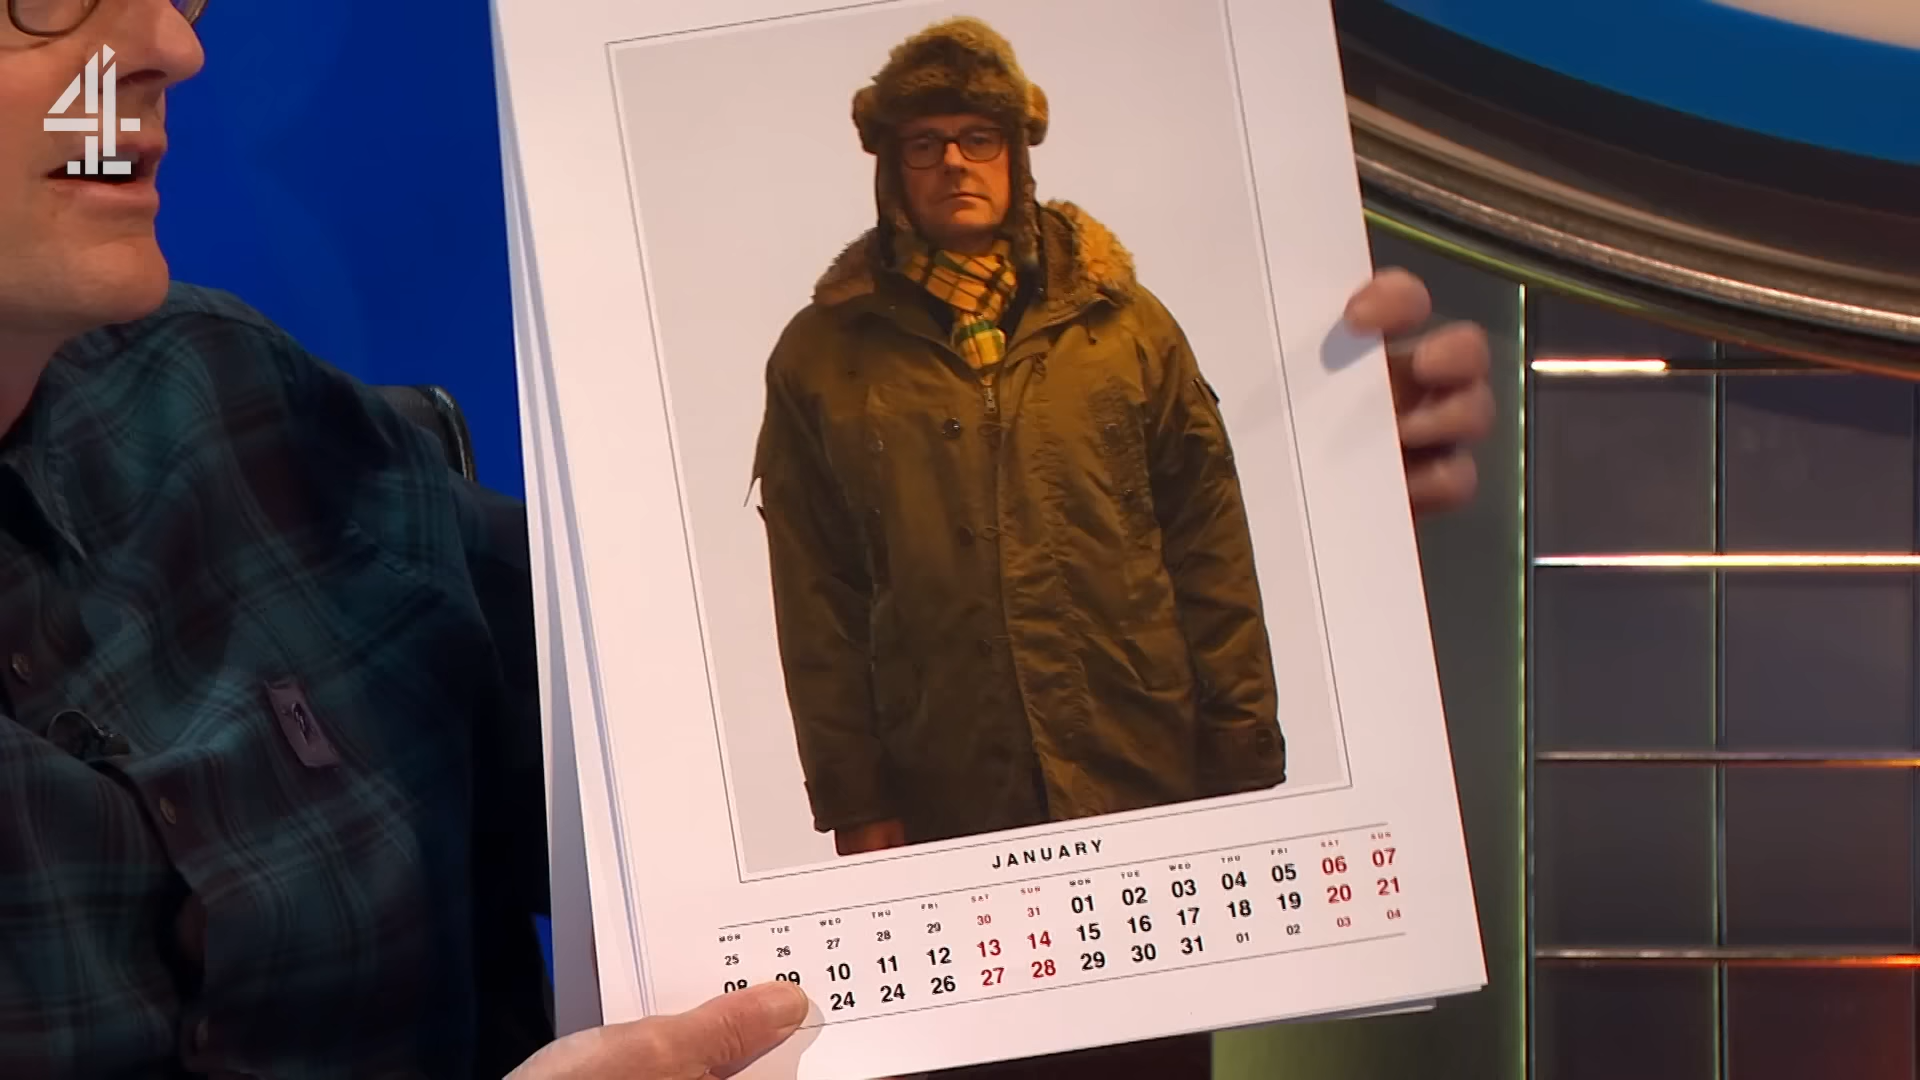 4
JANUARY
MON TUE WED THU FRI SAT SUN MON TUE WED THU FRI SAT SUN
25 26 27 28 29 30 31 01 02 03 04 05 06 07
08 09 10 11 12 13 14 15 16 17 18 19 20 21
24 24 26 27 28 29 30 31 01 02 03 04